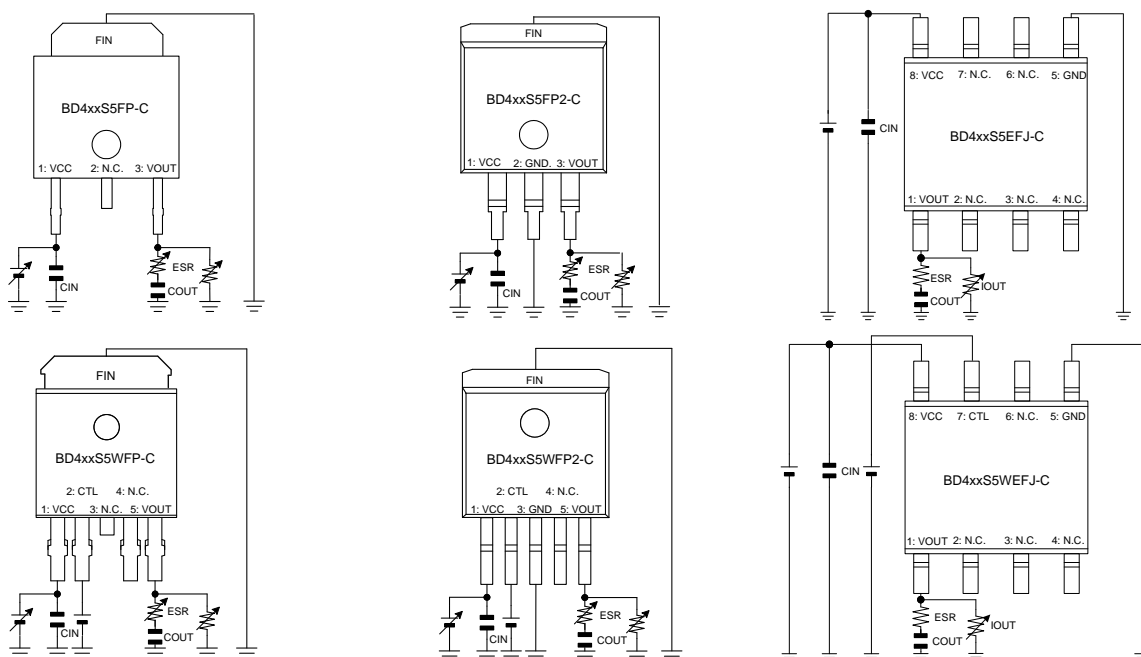 FIN
BD4xxS5FP-C
1: VCC 2: N.C. 3: VOUT
ESR
CIN
COUT
FIN
BD4xxS5FP2-C
1: VCC 2: GND. 3: VOUT
ESR
CIN
COUT
8: VCC 7: N.C. 6: N.C. 5: GND
CIN
BD4xxS5EFJ-C
1: VOUT 2: N.C. 3: N.C. 4: N.C.
ESR
IOUT
COUT
FIN
BD4xxS5WFP-C
2: CTL 4: N.C.
1: VCC 3: N.C. 5: VOUT
ESR
CIN
COUT
FIN
BD4xxS5WFP2-C
2: CTL 4: N.C.
1: VCC 3: GND 5: VOUT
ESR
CIN
COUT
8: VCC 7: CTL 6: N.C. 5: GND
CIN
BD4xxS5WEFJ-C
1: VOUT 2: N.C. 3: N.C. 4: N.C.
ESR
IOUT
COUT